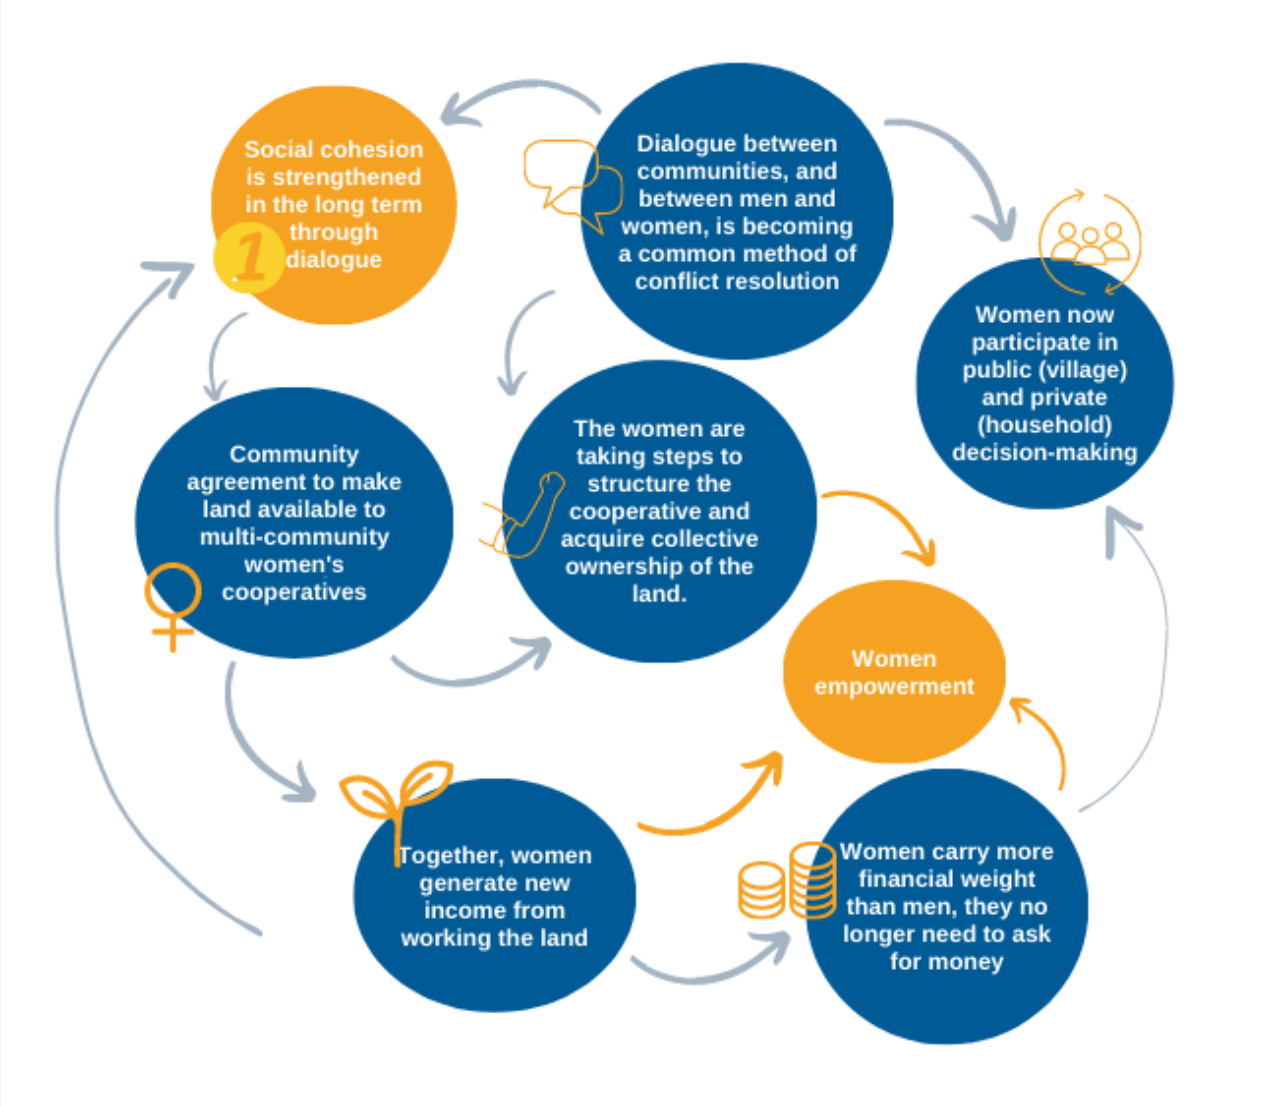 Social cohesion
is strengthened
in the long term
through
dialogue
1
Dialogue between
communities, and
between men and
women, is becoming
a common method of
conflict resolution
Women now
participate in
public (village)
and private
(household)
decision-making
Community
agreement to make
land available to
multi-community
women's
cooperatives
The women are
taking steps to
structure the
cooperative and
acquire collective
ownership of the
land.
Women
empowerment
Together, women
generate new
income from
working the land
Women carry more
financial weight
than men, they no
longer need to ask
for money